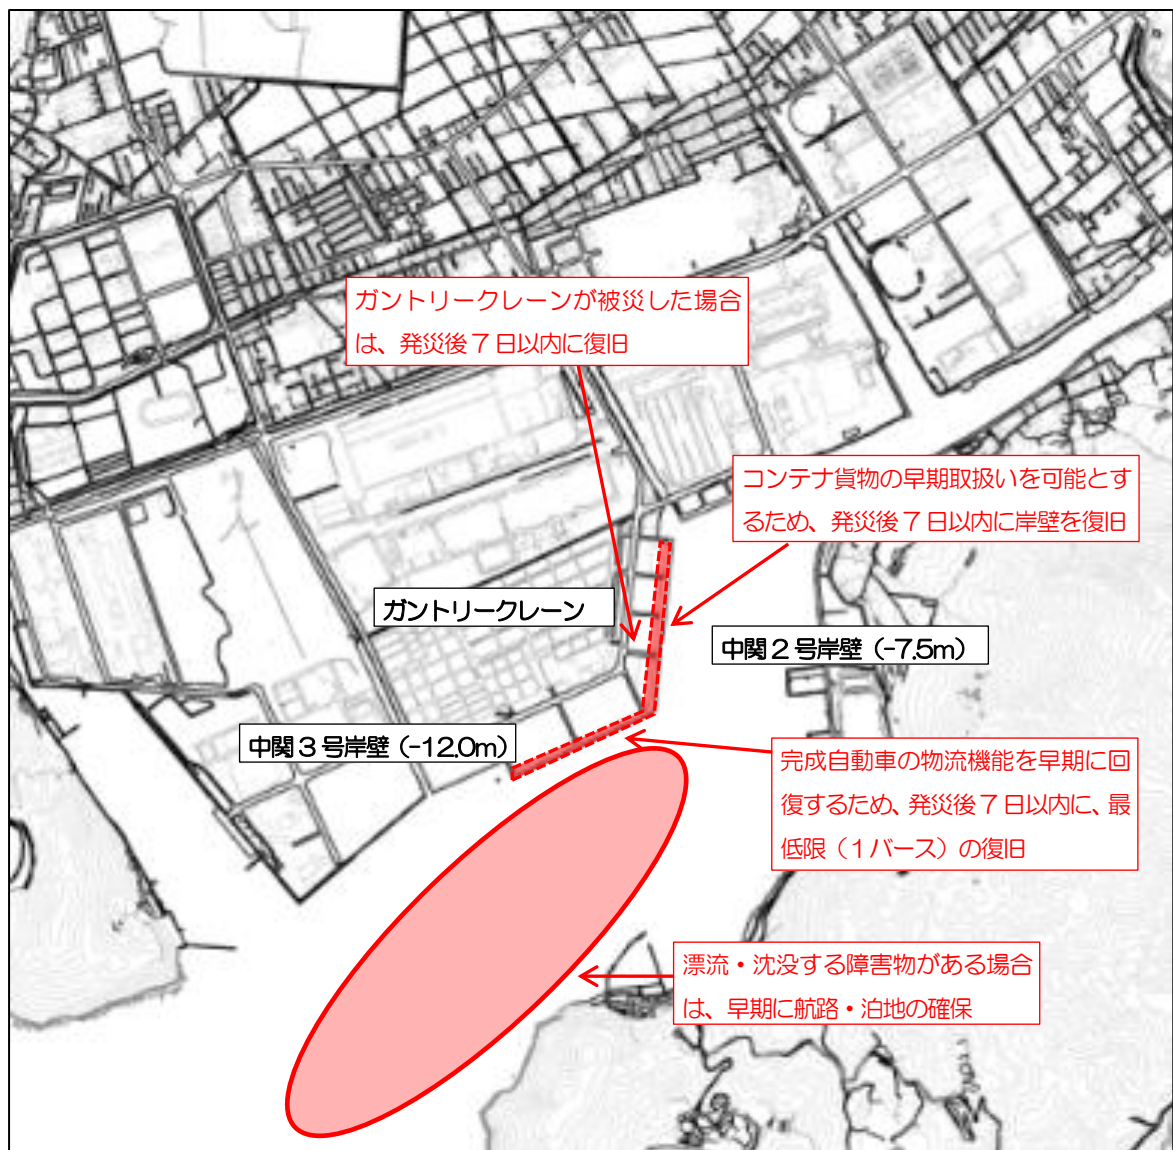 ガントリークレーンが被災した場合
は、発災後7日以内に復旧
コンテナ貨物の早期取扱いを可能とす
るため、発災後7日以内に岸壁を復旧
ガントリークレーン
中関2号岸壁(-7.5m)
中関3号岸壁(-12.0m)
完成自動車の物流機能を早期に回
復するため、発災後7日以内に、最
低限(1バース)の復旧
漂流・沈没する障害物がある場合
は、早期に航路・泊地の確保